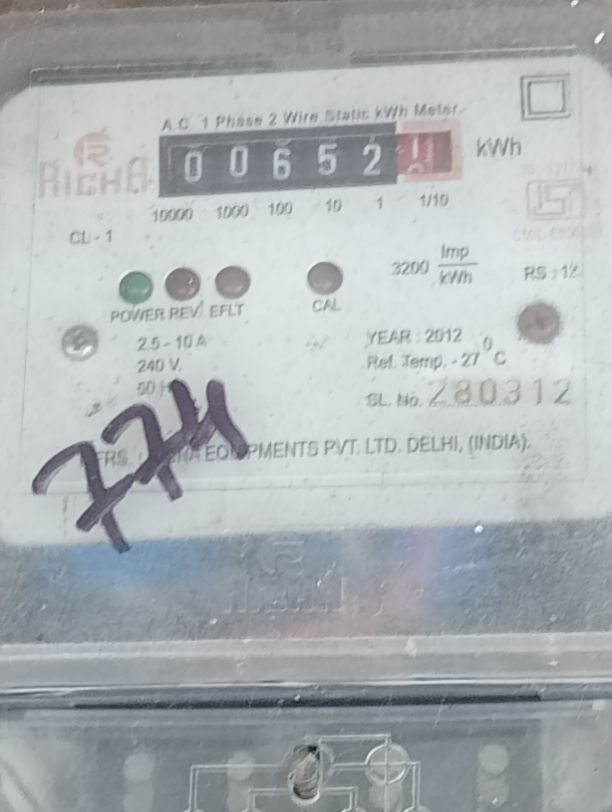 A.C. 1 Phase 2 Wire Static kWh Meter
RICHA
0 0 6 5 2
kWh
10000 1000 100 10 1 1/10
CL - 1
3200 Imp
kWh
RS : 12
POWER REV EFLT
CAL
2.5 - 10 A
240 V.
50
YEAR : 2012
Ref. Temp. - 27 °C
SL. No. 280312
774
EQUIPMENTS PVT. LTD. DELHI, (INDIA).